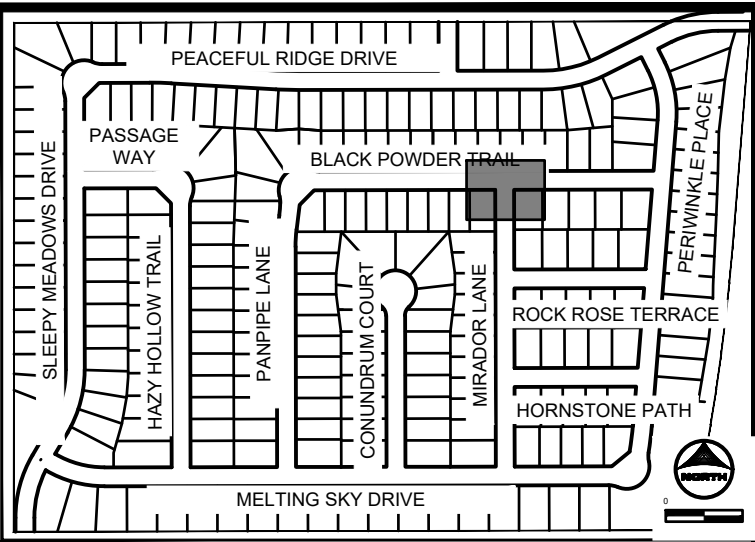 PEACEFUL RIDGE DRIVE
PASSAGE
WAY
BLACK POWDER TRAIL
PERIWINKLE PLACE
SLEEPY MEADOWS DRIVE
HAZY HOLLOW TRAIL
PANPIPE LANE
CONUNDRUM COURT
MIRADOR LANE
ROCK ROSE TERRACE
HORNSTONE PATH
MELTING SKY DRIVE
NORTH
0